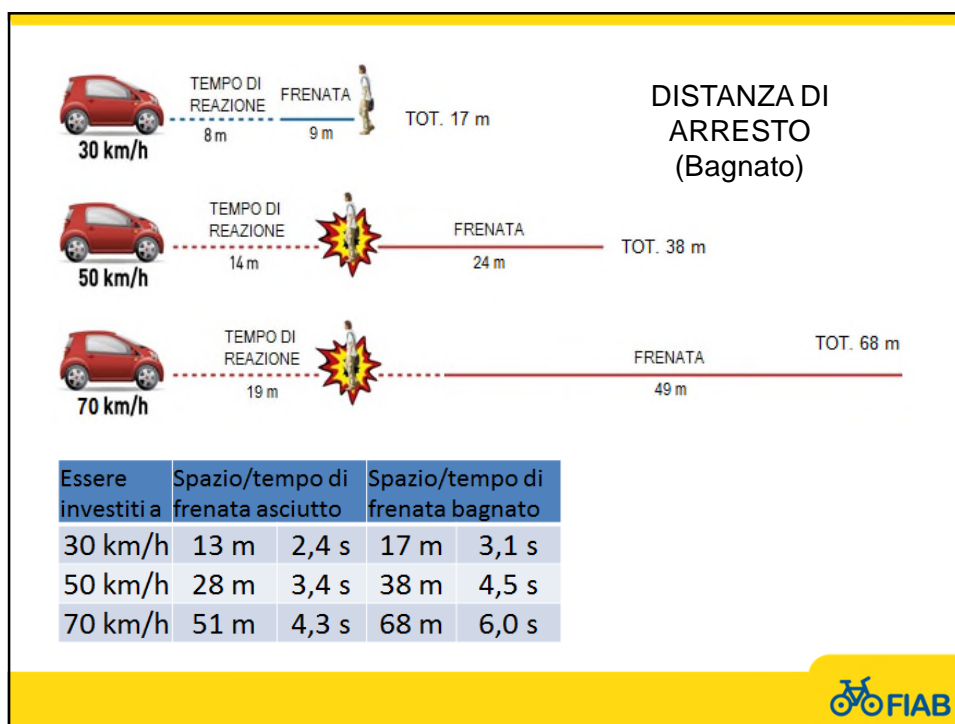 DISTANZA DI
ARRESTO
(Bagnato)
TEMPO DI
REAZIONE
FRENATA
8 m
9 m
TOT. 17 m
30 km/h
TEMPO DI
REAZIONE
FRENATA
14 m
24 m
TOT. 38 m
50 km/h
TEMPO DI
REAZIONE
FRENATA
19 m
49 m
TOT. 68 m
70 km/h
Essere investiti a Spazio/tempo di frenata asciutto Spazio/tempo di frenata bagnato
30 km/h 13 m 2,4 s 17 m 3,1 s
50 km/h 28 m 3,4 s 38 m 4,5 s
70 km/h 51 m 4,3 s 68 m 6,0 s
FIAB